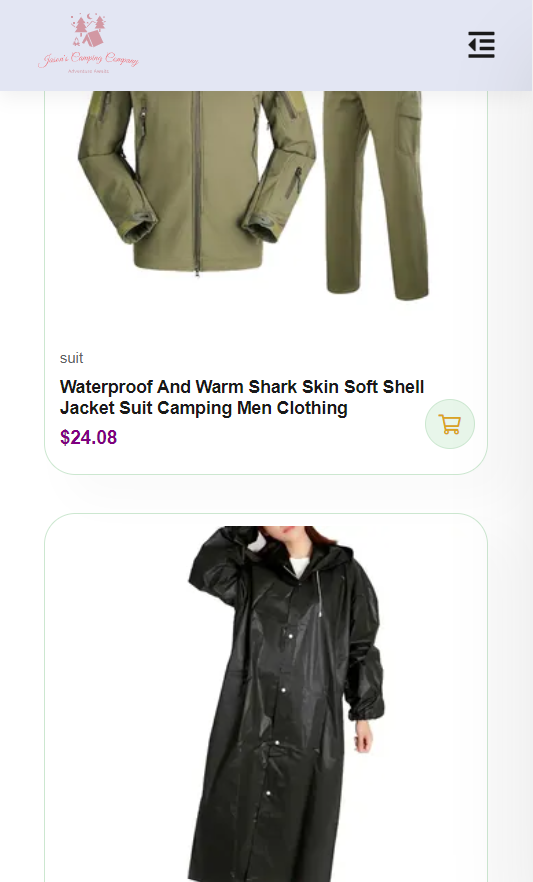 Jason's Camping Company
suit
Waterproof And Warm Shark Skin Soft Shell
Jacket Suit Camping Men Clothing
$24.08